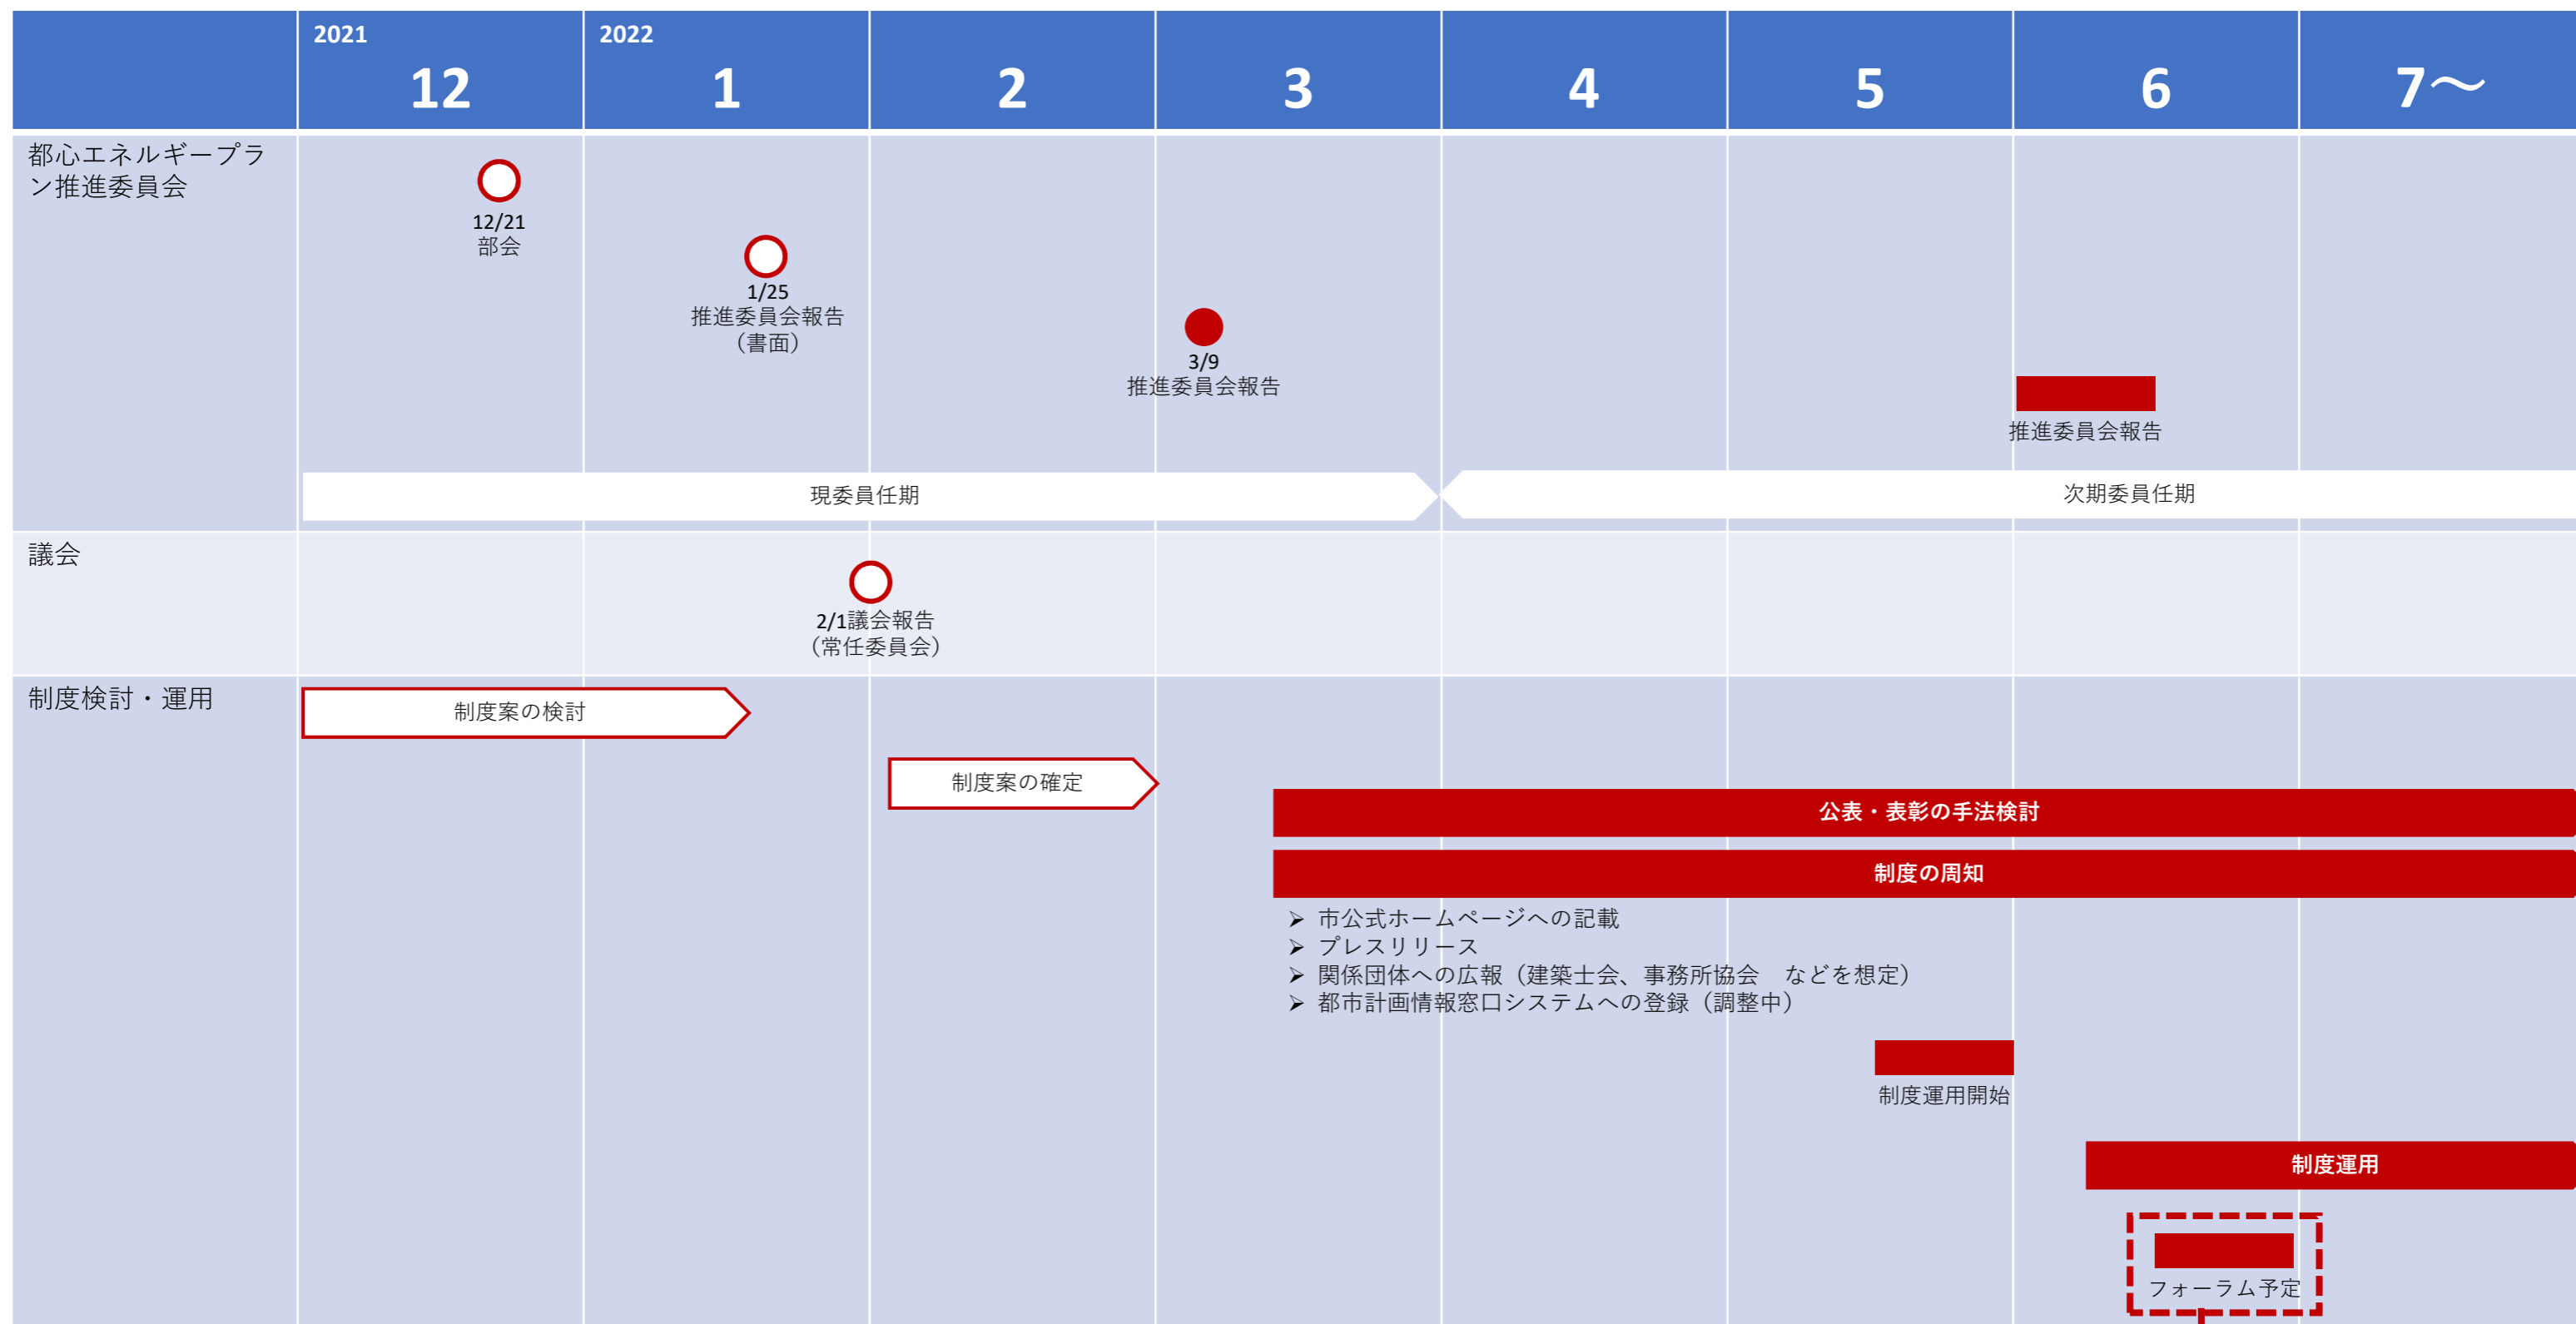 2021
2022
12
1
2
3
4
5
6
7～
都心エネルギープラ
ン推進委員会
12/21
部会
1/25
推進委員会報告
（書面）
3/9
推進委員会報告
推進委員会報告
現委員任期
次期委員任期
議会
2/1議会報告
（常任委員会）
制度検討・運用
制度案の検討
制度案の確定
公表・表彰の手法検討
制度の周知
➢ 市公式ホームページへの記載
➢ プレスリリース
➢ 関係団体への広報（建築士会、事務所協会　などを想定）
➢ 都市計画情報窓口システムへの登録（調整中）
制度運用開始
制度運用
フォーラム予定